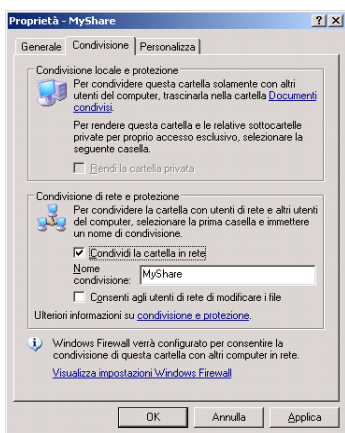 Proprietà - MyShare
Generale Condivisione Personalizza
Condivisione locale e protezione
Per condividere questa cartella solamente con altri
utenti del computer, trascinarla nella cartella Documenti
condivisi.
Per rendere questa cartella e le relative sottocartelle
private per proprio accesso esclusivo, selezionare la
seguente casella.
Rendi la cartella privata
Condivisione di rete e protezione
Per condividere la cartella con utenti di rete e altri utenti
del computer, selezionare la prima casella e immettere
un nome di condivisione.
Condividi la cartella in rete
Nome
condivisione: MyShare
Consenti agli utenti di rete di modificare i file
Ulteriori informazioni su condivisione e protezione.
Windows Firewall verrà configurato per consentire la
condivisione di questa cartella con altri computer in rete.
Visualizza impostazioni Windows Firewall
OK Annulla Applica